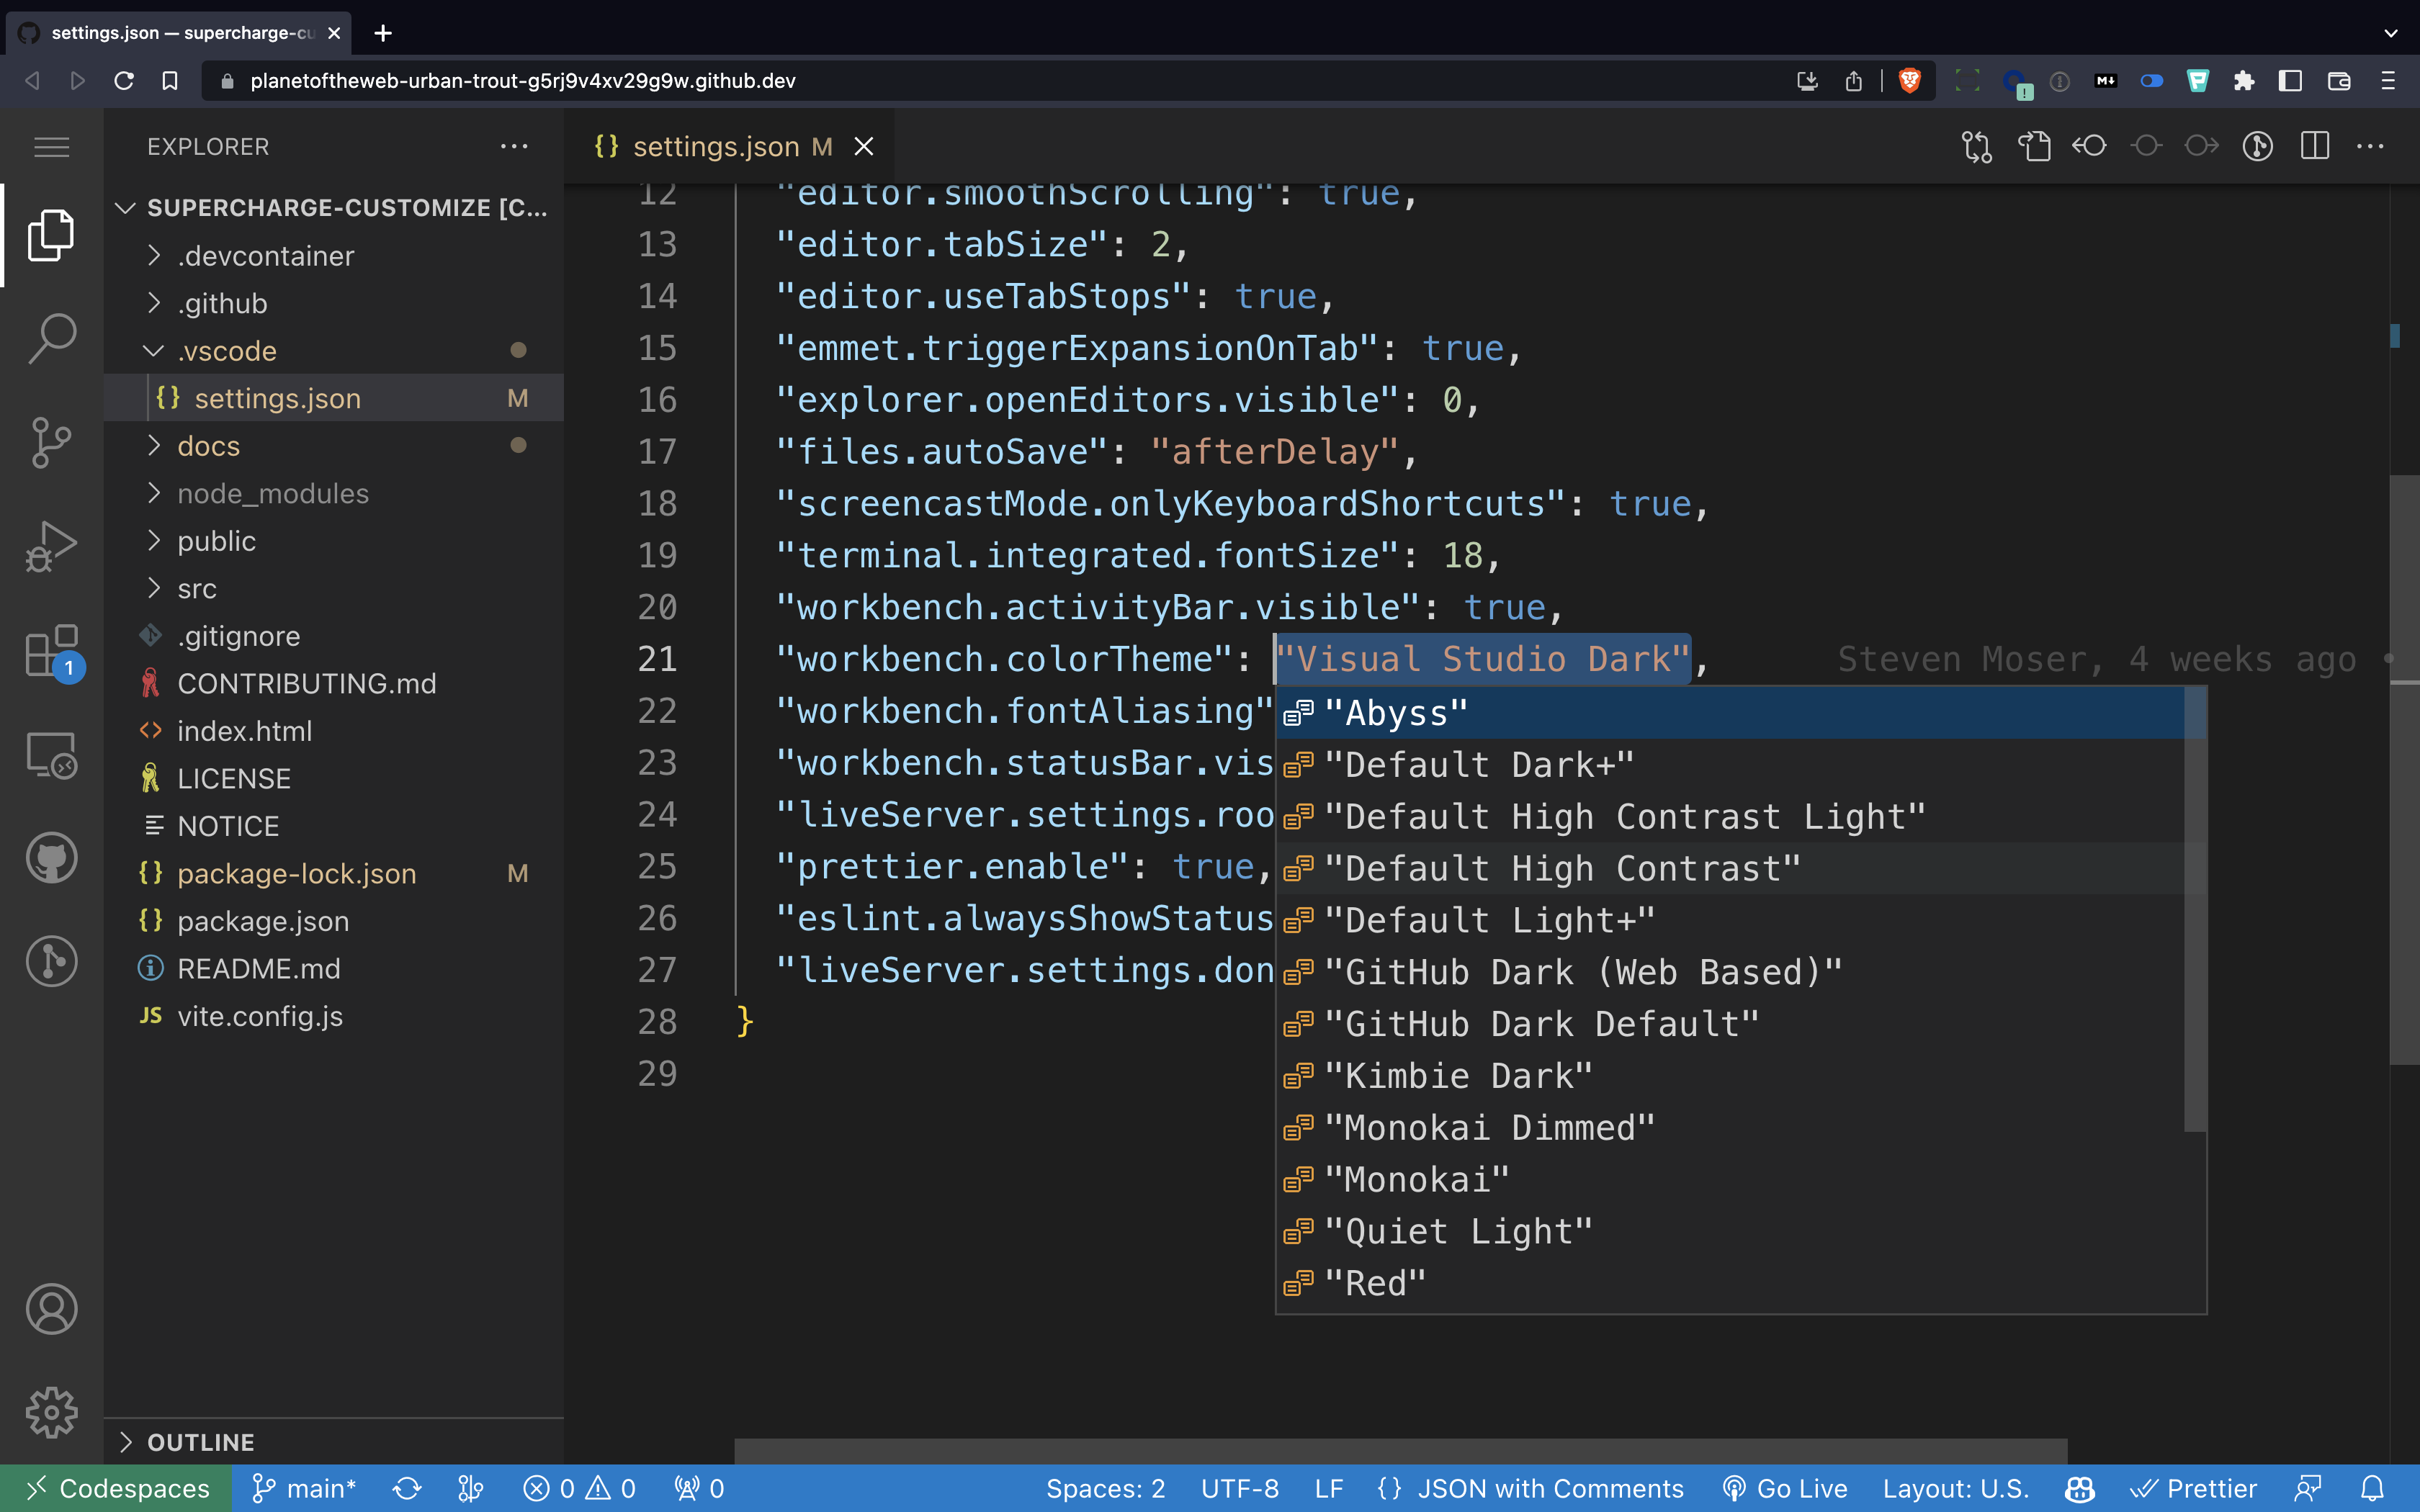 settings.json — supercharge-cu
planetoftheweb-urban-trout-g5rj9v4xv29g9w.github.dev
M↓
EXPLORER
SUPERCHARGE-CUSTOMIZE [C...
.devcontainer
.github
.vscode
{} settings.json M
docs
node_modules
public
src
.gitignore
CONTRIBUTING.md
<> index.html
LICENSE
NOTICE
{} package-lock.json M
{} package.json
README.md
JS vite.config.js
OUTLINE
1
{} settings.json M
12 "editor.smoothScrolling": true,
13 "editor.tabSize": 2,
14 "editor.useTabStops": true,
15 "emmet.triggerExpansionOnTab": true,
16 "explorer.openEditors.visible": 0,
17 "files.autoSave": "afterDelay",
18 "screencastMode.onlyKeyboardShortcuts": true,
19 "terminal.integrated.fontSize": 18,
20 "workbench.activityBar.visible": true,
21 "workbench.colorTheme": "Visual Studio Dark", Steven Moser, 4 weeks ago •
22 "workbench.fontAliasing"
23 "workbench.statusBar.vis
24 "liveServer.settings.roo
25 "prettier.enable": true,
26 "eslint.alwaysShowStatus
27 "liveServer.settings.don
28 }
29
"Abyss"
"Default Dark+"
"Default High Contrast Light"
"Default High Contrast"
"Default Light+"
"GitHub Dark (Web Based)"
"GitHub Dark Default"
"Kimbie Dark"
"Monokai Dimmed"
"Monokai"
"Quiet Light"
"Red"
Codespaces main* 0 0 0 Spaces: 2 UTF-8 LF {} JSON with Comments Go Live Layout: U.S. Prettier